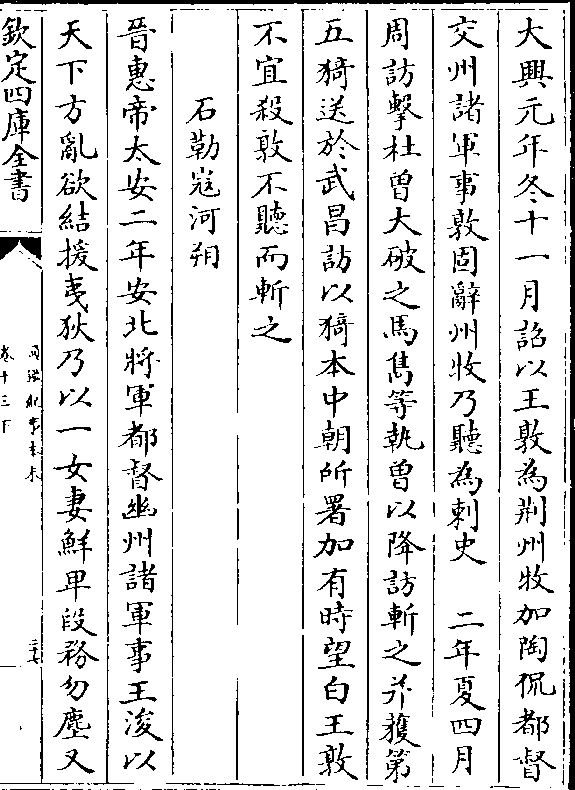 大興元年冬十一月詔以王敦為荆州牧加陶侃都督
交州諸軍事敦固辭州牧乃聽為刺史　二年夏四月
周訪擊杜曾大破之馬雋等執曾以降訪斬之并獲第
五猗送於武昌訪以猗本中朝所署加有時望白王敦
不宜殺敦不聽而斬之
石勒宼河朔
晉惠帝太安二年安北將軍都督幽州諸軍事王浚以
天下方亂欲結援夷狄乃以一女妻鮮卑段務勿塵又
欽定四庫全書
通鑑紀事本末
卷十三下